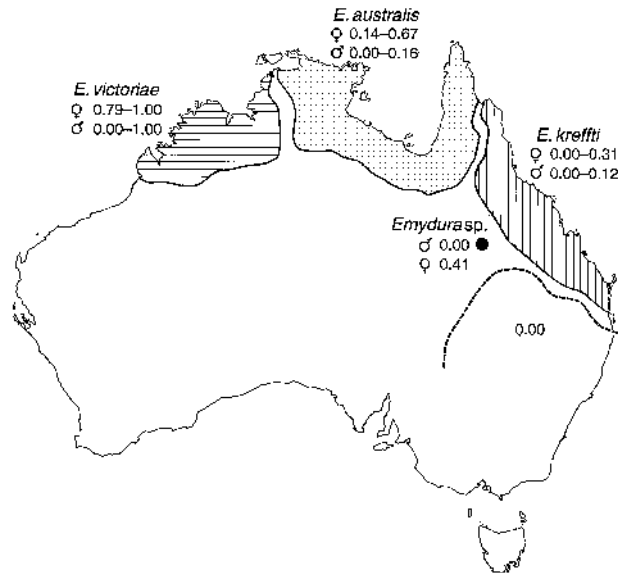 E. australis
♀ 0.14–0.67
♂ 0.00–0.16
E. victoriae
♀ 0.79–1.00
♂ 0.00–1.00
E. kreffti
♀ 0.00–0.31
♂ 0.00–0.12
Emydura sp.
♂ 0.00
♀ 0.41
0.00